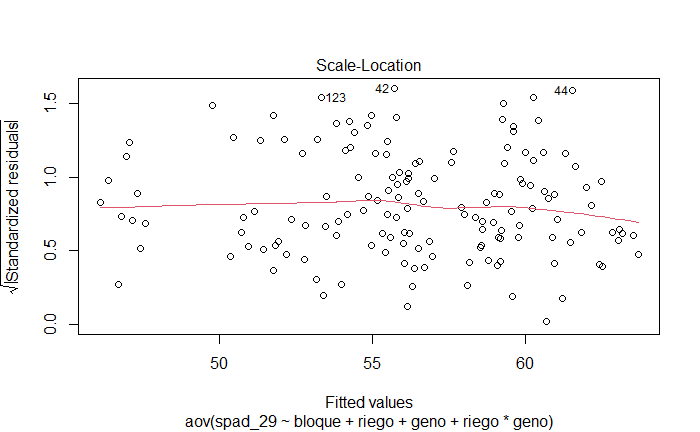 Scale-Location
√|Standardized residuals|
0.0 0.5 1.0 1.5
123
42
44
50 55 60
Fitted values
aov(spad_29 ~ bloque + riego + geno + riego * geno)